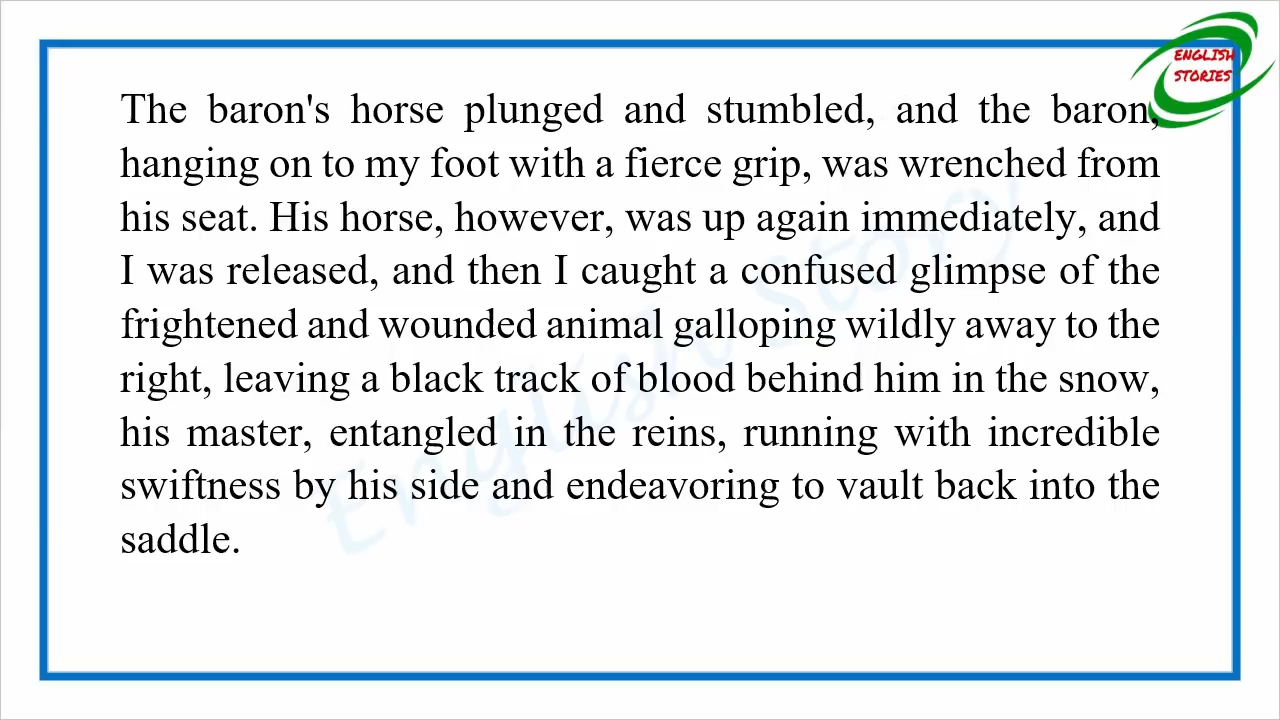 ENGLISH
STORIES
The baron's horse plunged and stumbled, and the baron,
hanging on to my foot with a fierce grip, was wrenched from
his seat. His horse, however, was up again immediately, and
I was released, and then I caught a confused glimpse of the
frightened and wounded animal galloping wildly away to the
right, leaving a black track of blood behind him in the snow,
his master, entangled in the reins, running with incredible
swiftness by his side and endeavoring to vault back into the
saddle.
English Story